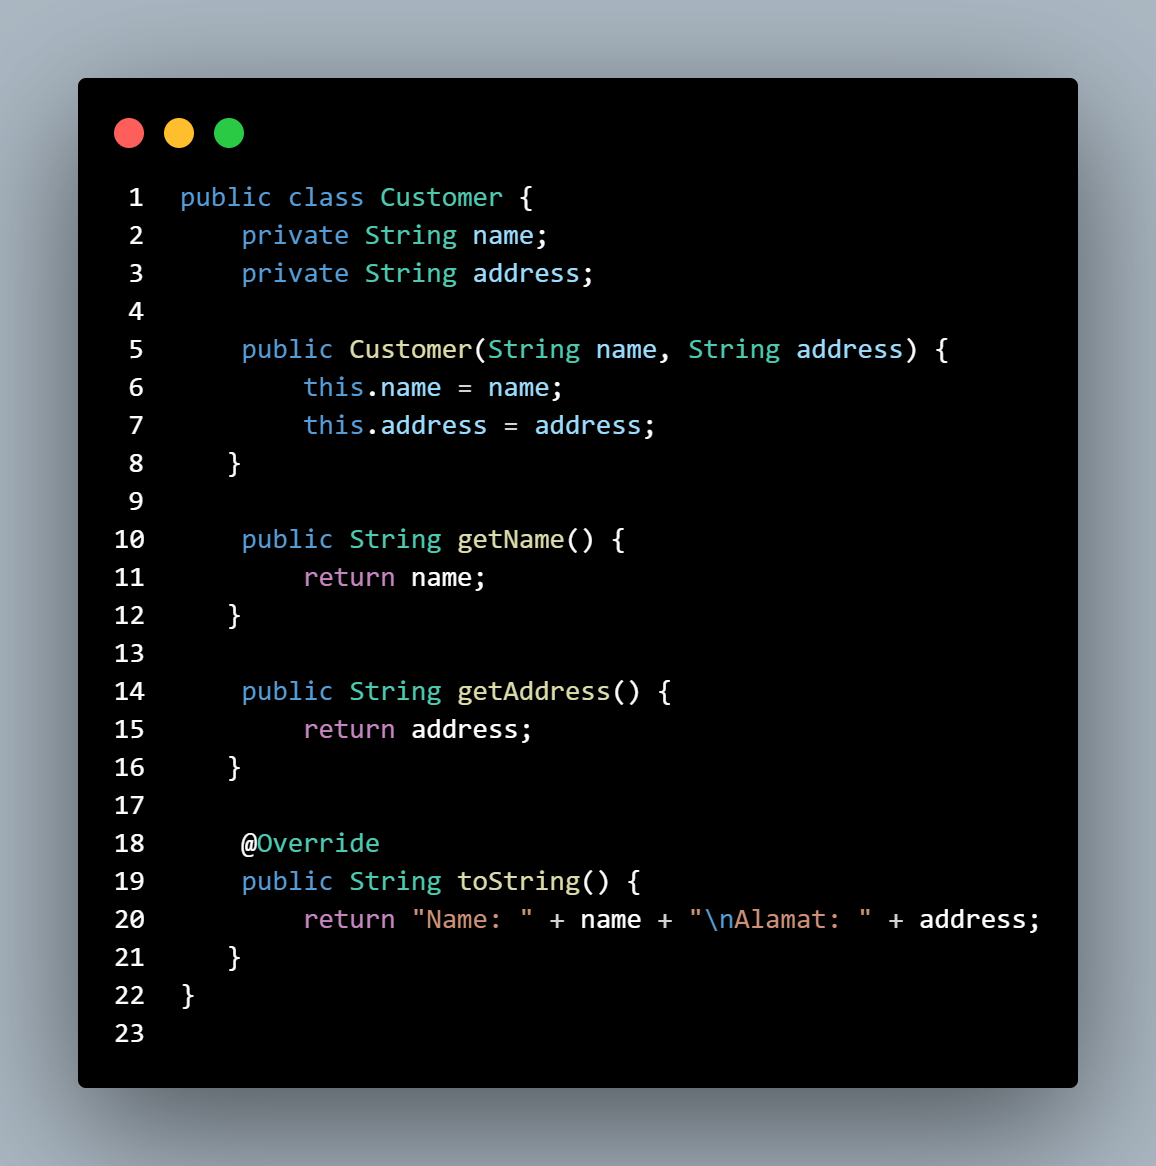 1 public class Customer {
2     private String name;
3     private String address;
4
5     public Customer(String name, String address) {
6         this.name = name;
7         this.address = address;
8    }
9
10     public String getName() {
11         return name;
12    }
13
14     public String getAddress() {
15         return address;
16    }
17
18     @Override
19     public String toString() {
20         return "Name: " + name + "\nAlamat: " + address;
21    }
22 }
23